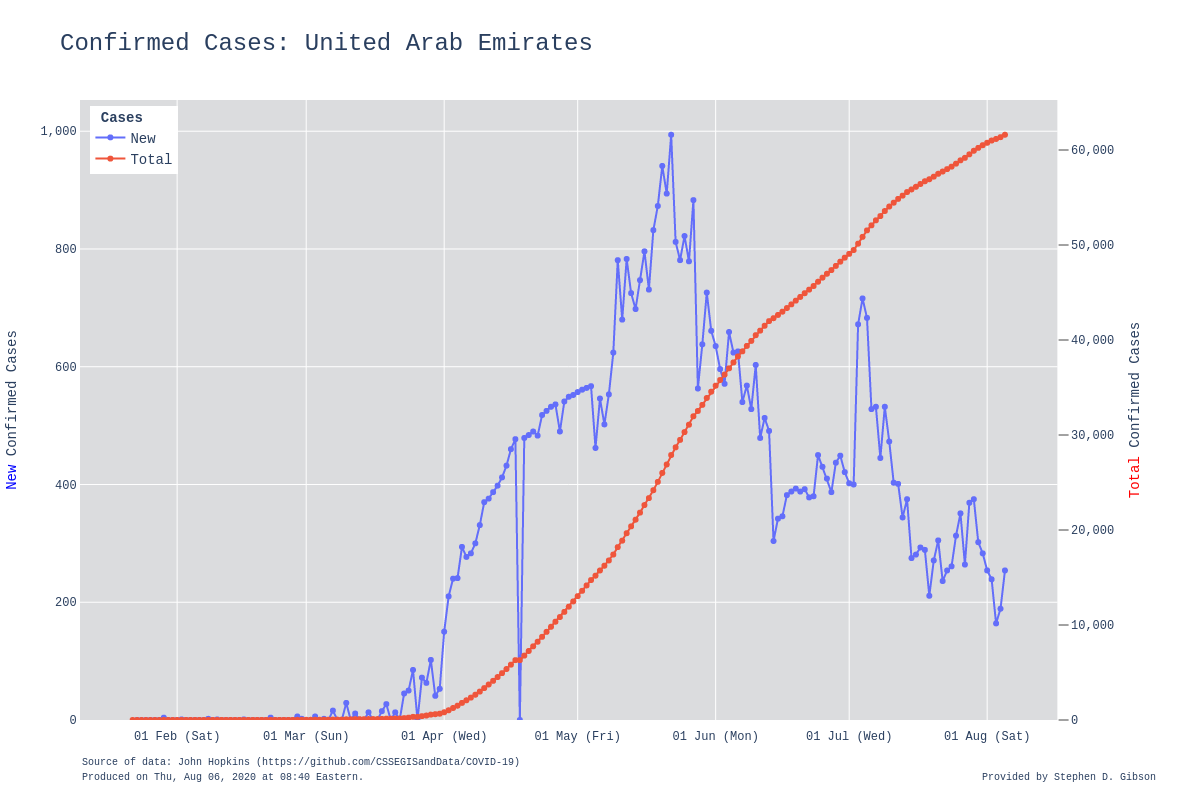 Confirmed Cases: United Arab Emirates
Cases
New
Total
1,000
800
600
400
200
0
New Confirmed Cases
60,000
50,000
40,000
30,000
20,000
10,000
0
Total Confirmed Cases
01 Feb (Sat) 01 Mar (Sun) 01 Apr (Wed) 01 May (Fri) 01 Jun (Mon) 01 Jul (Wed) 01 Aug (Sat)
Source of data: John Hopkins (https://github.com/CSSEGISandData/COVID-19)
Produced on Thu, Aug 06, 2020 at 08:40 Eastern.
Provided by Stephen D. Gibson